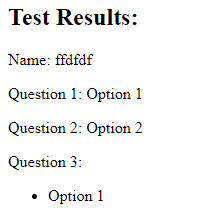 Test Results:
Name: ffdfdf
Question 1: Option 1
Question 2: Option 2
Question 3:
• Option 1